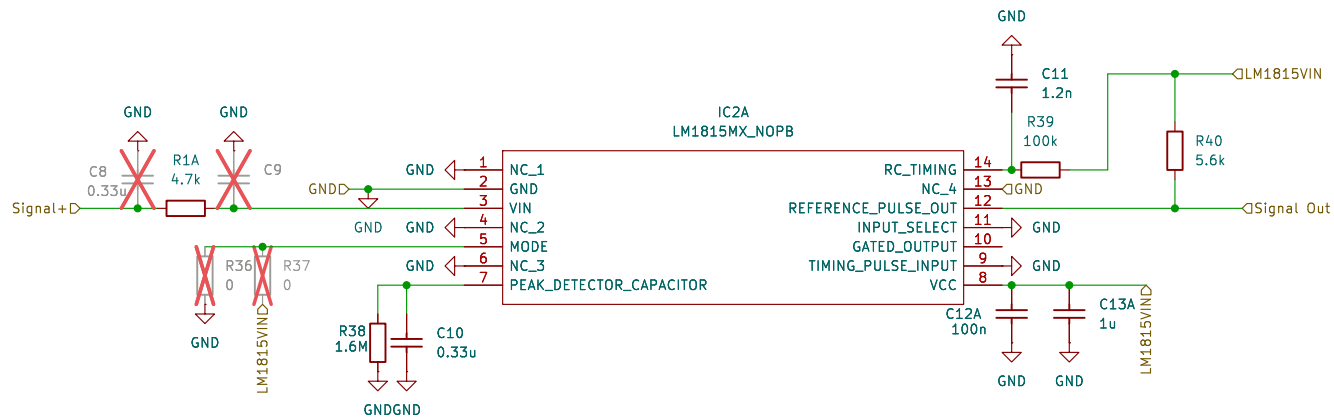 GND
C11
1.2n
LM1815VIN
IC2A
LM1815MX_NOPB
R39
100k
R40
5.6k
GND
GND
C8
0.33u
R1A
4.7k
C9
Signal+
GND
1
NC_1
RC_TIMING
14
GND
2
GND
NC_4
13
GND
3
VIN
REFERENCE_PULSE_OUT
12
Signal Out
GND
GND
4
NC_2
INPUT_SELECT
11
GND
5
MODE
GATED_OUTPUT
10
GND
6
NC_3
TIMING_PULSE_INPUT
9
GND
7
PEAK_DETECTOR_CAPACITOR
VCC
8
R36
0
R37
0
GND
LM1815VIN
R38
1.6M
C10
0.33u
GND
GND
C12A
100n
C13A
1u
LM1815VIN
GND
GND